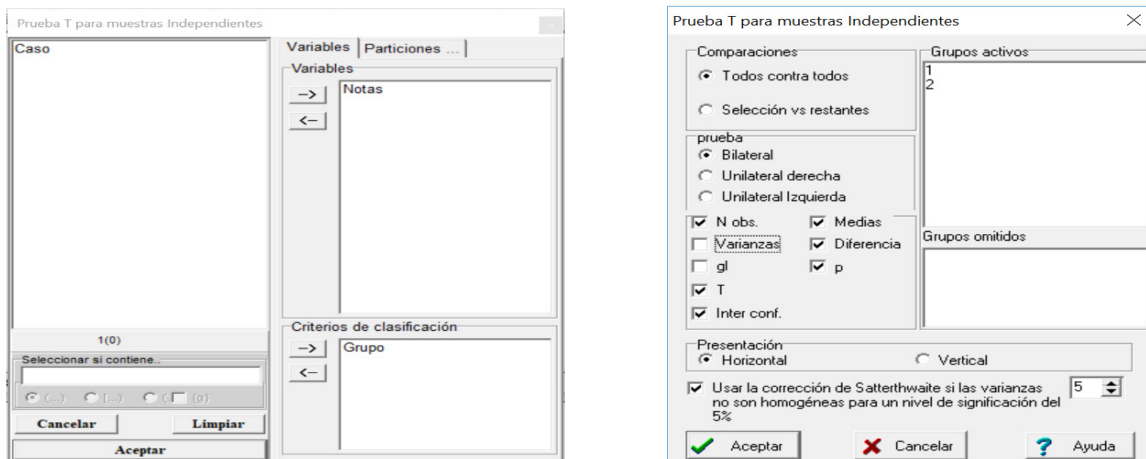 Prueba T para muestras Independientes
Caso
1(0)
Seleccionar si contiene..
(...)
[...)
( {g}
Cancelar
Limpiar
Aceptar
Variables
Particiones ...
Variables
-->
<--
Notas
Criterios de clasificación
-->
<--
Grupo
Prueba T para muestras Independientes
Comparaciones
Todos contra todos
Selección vs restantes
prueba
Bilateral
Unilateral derecha
Unilateral Izquierda
N obs.
Medias
Varianzas
Diferencia
gl
p
T
Inter conf.
Grupos activos
1
2
Grupos omitidos
Presentación
Horizontal
Vertical
Usar la corrección de Satterthwaite si las varianzas
no son homogéneas para un nivel de significación del
5%
5
Aceptar
Cancelar
Ayuda